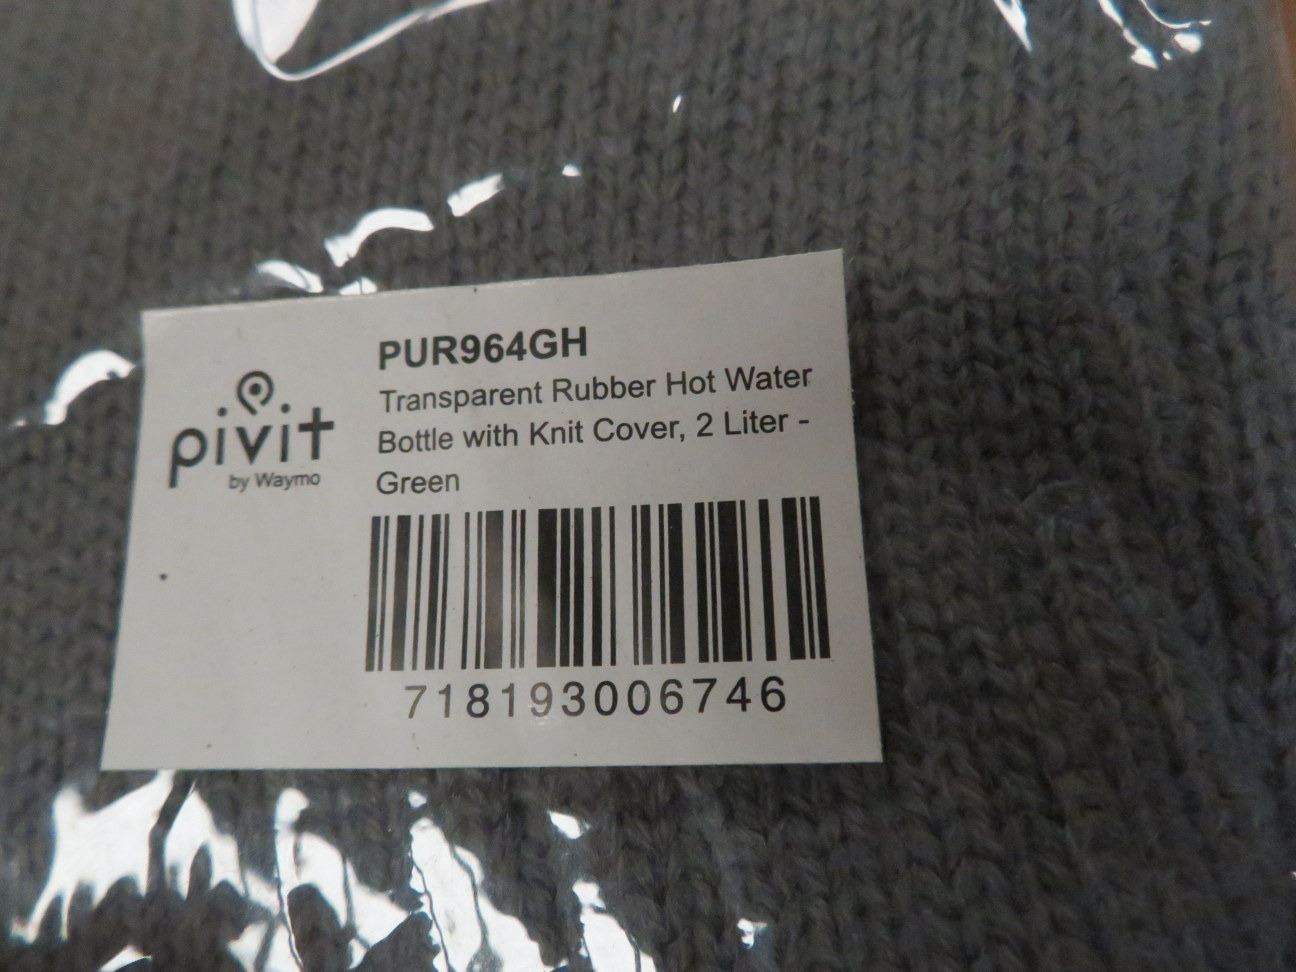 PUR964GH
Transparent Rubber Hot Water
Bottle with Knit Cover, 2 Liter -
Green
pivit
by Waymo
718193006746